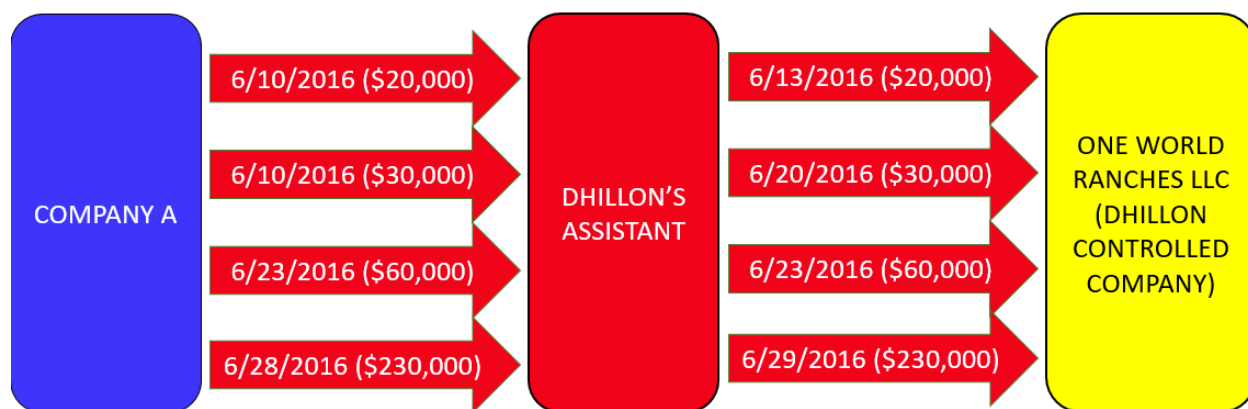 COMPANY A
6/10/2016 ($20,000)
6/10/2016 ($30,000)
6/23/2016 ($60,000)
6/28/2016 ($230,000)
DHILLON'S
ASSISTANT
6/13/2016 ($20,000)
6/20/2016 ($30,000)
6/23/2016 ($60,000)
6/29/2016 ($230,000)
ONE WORLD
RANCHES LLC
(DHILLON
CONTROLLED
COMPANY)